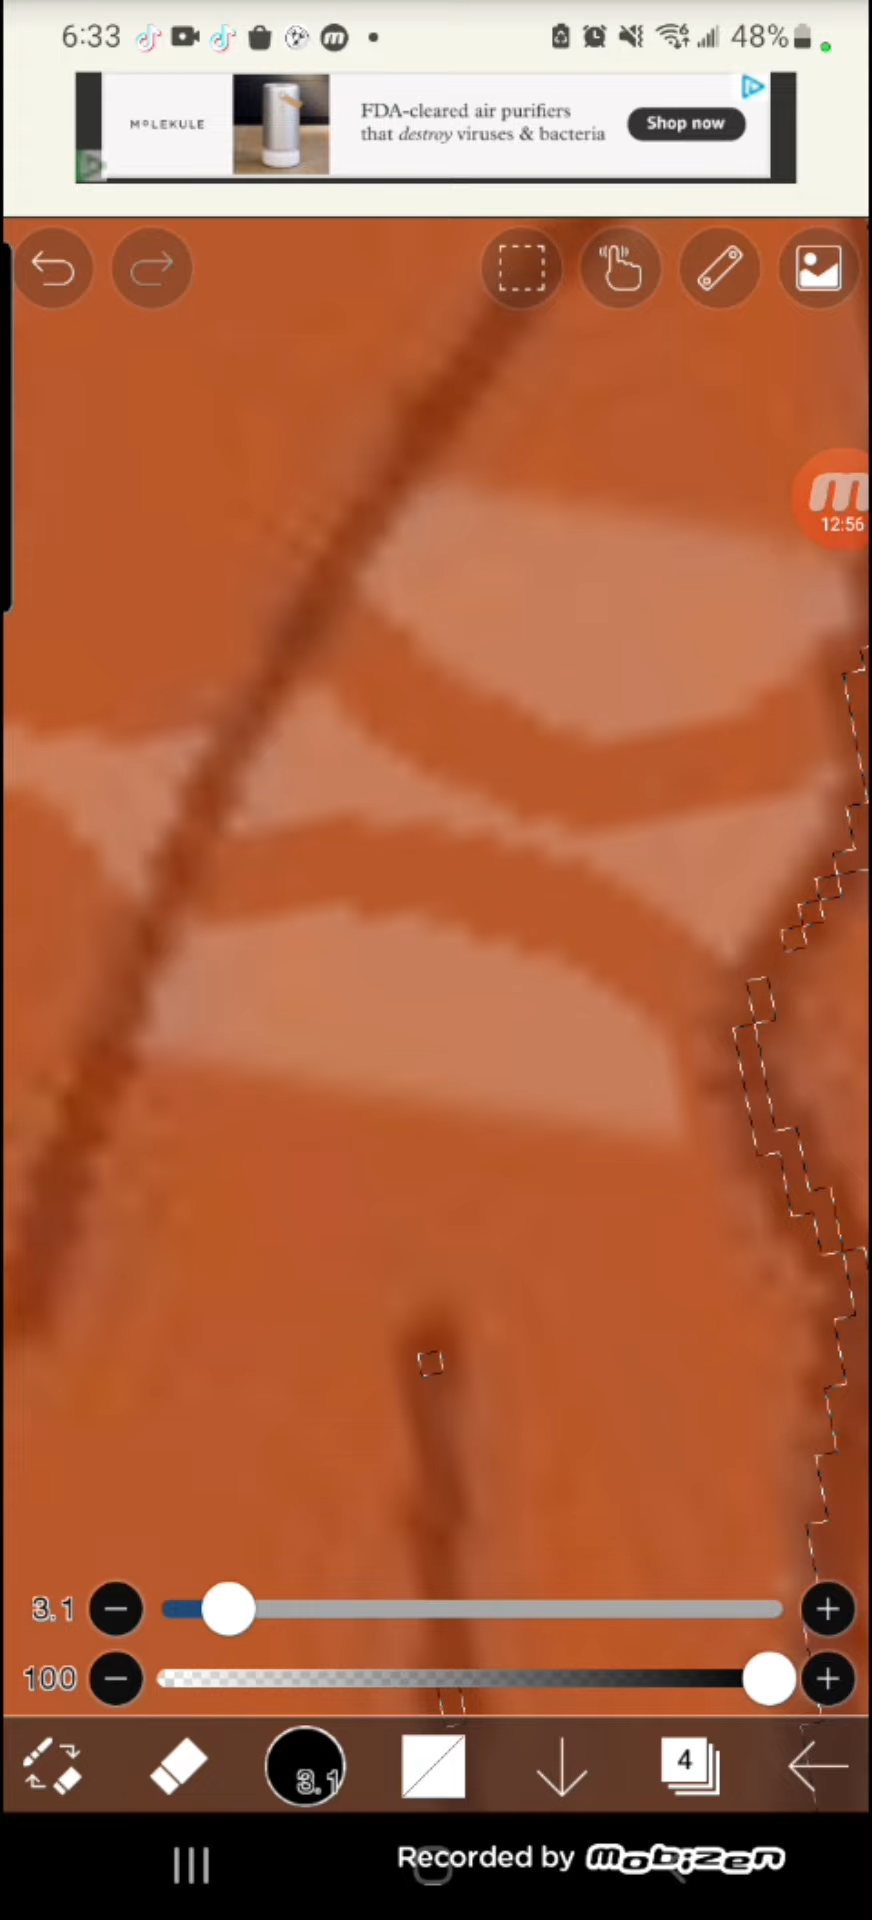 6:33
48%
MOLEKULE
FDA-cleared air purifiers
that destroy viruses & bacteria
Shop now
12:56
3.1
100
3.1
4
Recorded by Mobizen